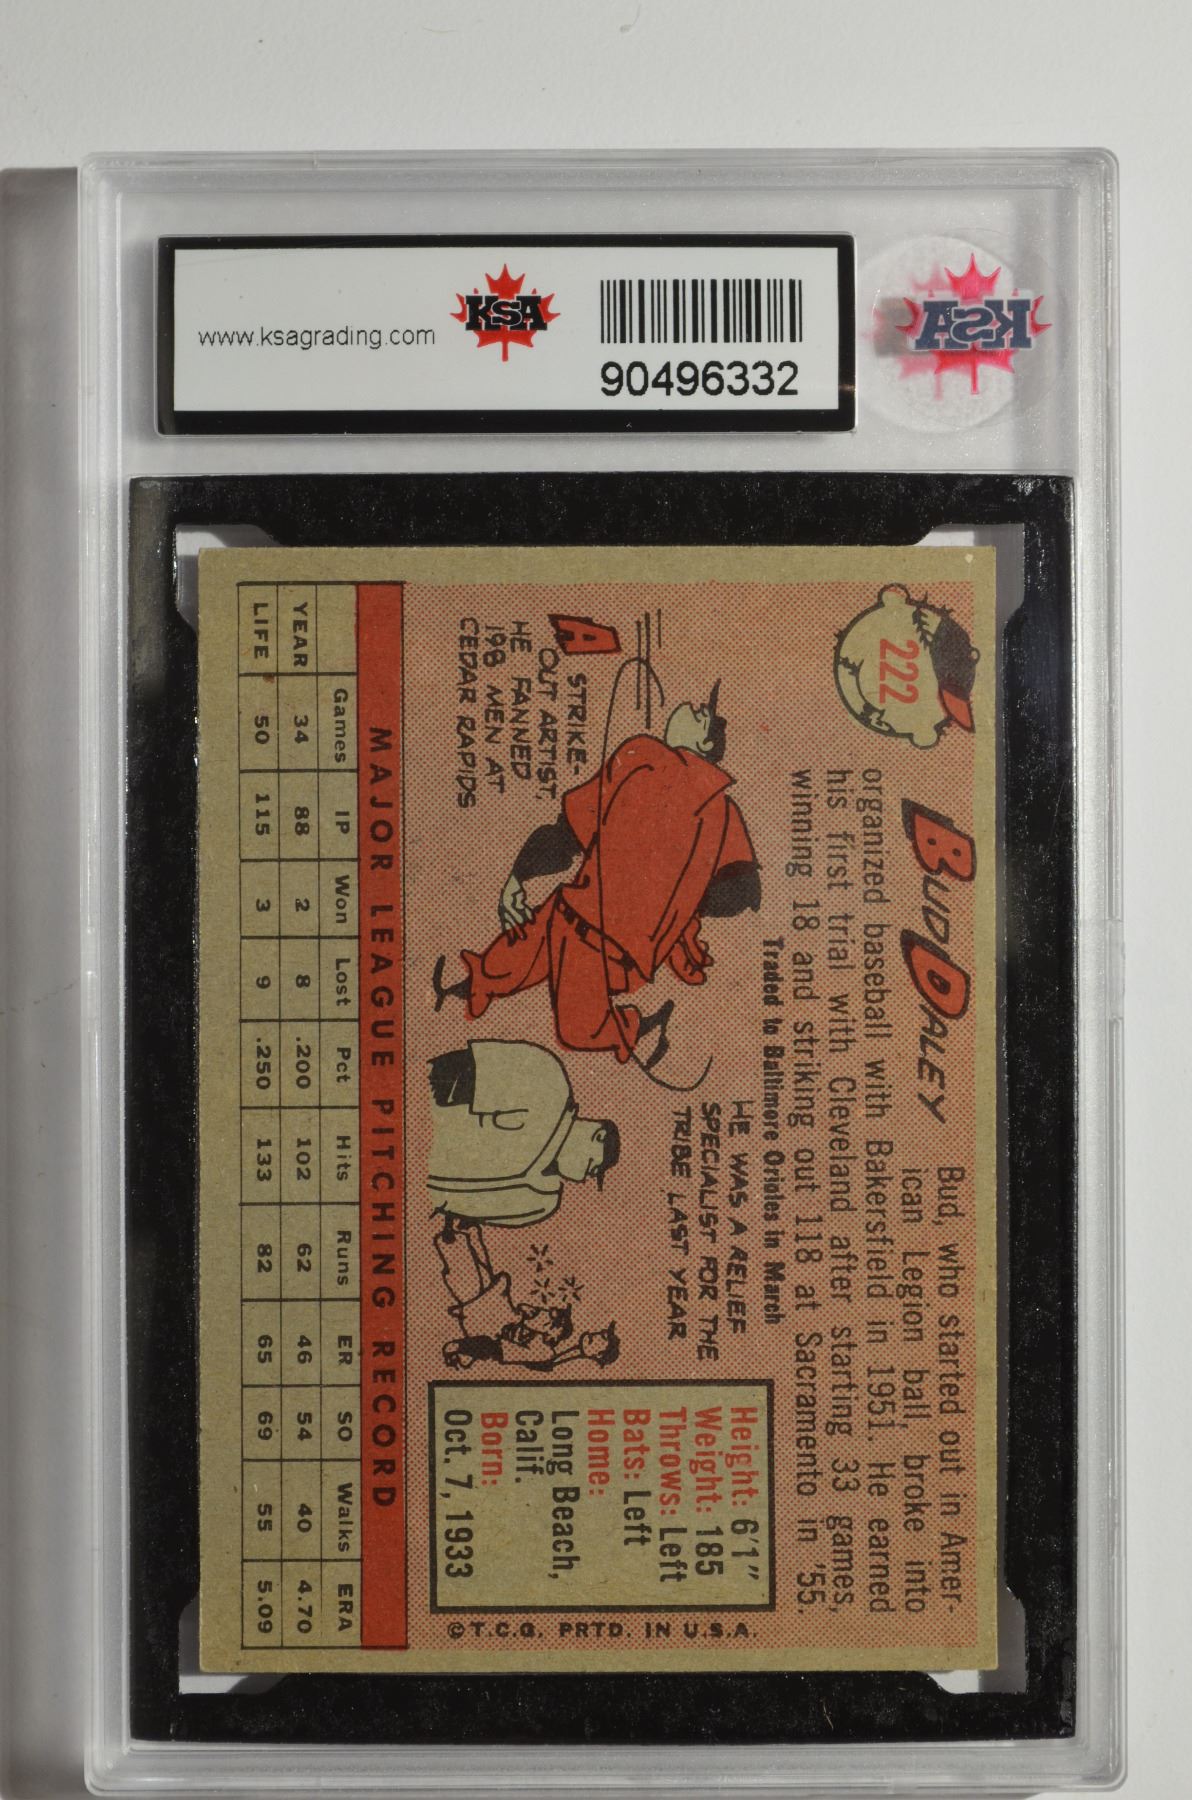 www.ksagrading.com
KSA
90496332
KSA
222
BUD DALEY
Bud, who started out in Amer-
ican Legion ball, broke into
organized baseball with Bakersfield in 1951. He earned
his first trial with Cleveland after starting 33 games,
winning 18 and striking out 118 at Sacramento in '55.
Traded to Baltimore Orioles in March
A STRIKE-
OUT ARTIST,
HE FANNED
198 MEN AT
CEDAR RAPIDS
HE WAS A RELIEF
SPECIALIST FOR THE
TRIBE LAST YEAR
Height: 6'1"
Weight: 185
Throws: Left
Bats: Left
Home:
Long Beach,
Calif.
Born:
Oct. 7, 1933
©T.C.G. PRTD. IN U.S.A.
MAJOR LEAGUE PITCHING RECORD
Games IP Won Lost Pct Hits Runs ER SO Walks ERA
YEAR 34 88 2 8 .200 102 62 46 54 40 4.70
LIFE 50 115 3 9 .250 133 82 65 69 55 5.09